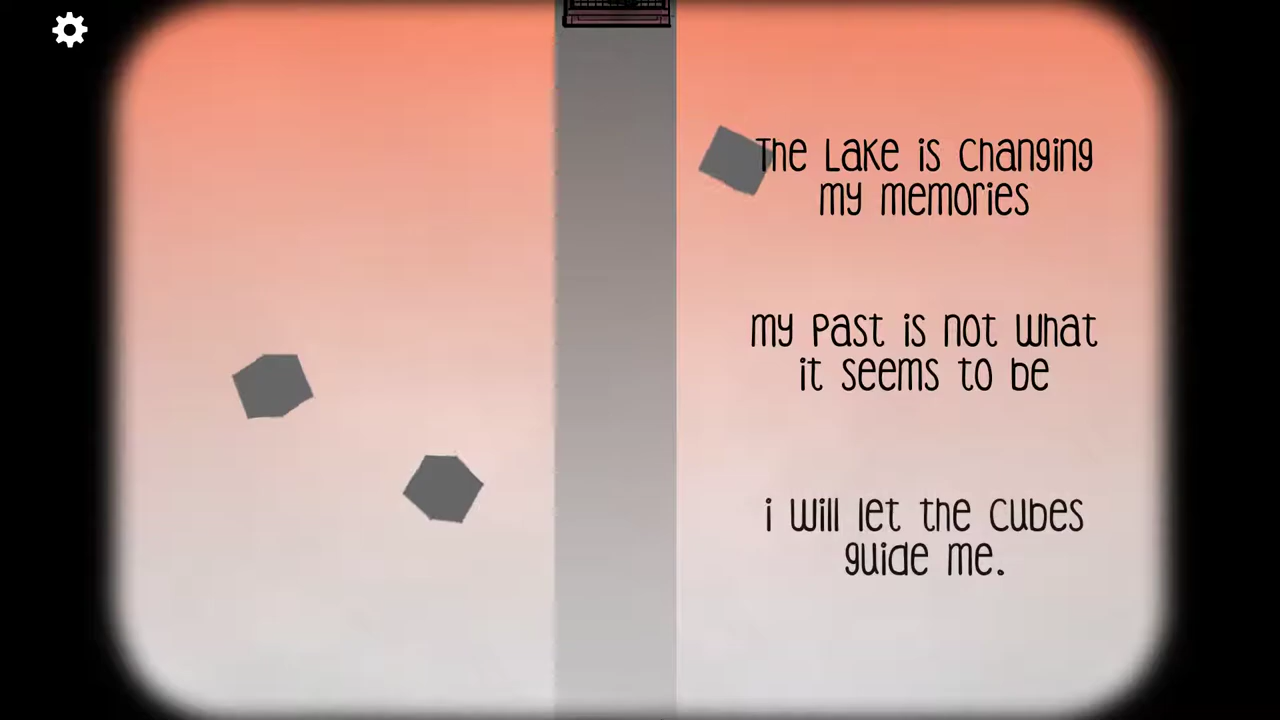 The Lake is Changing
my memories
my Past is not what
it seems to be
i will let the Cubes
guide me.